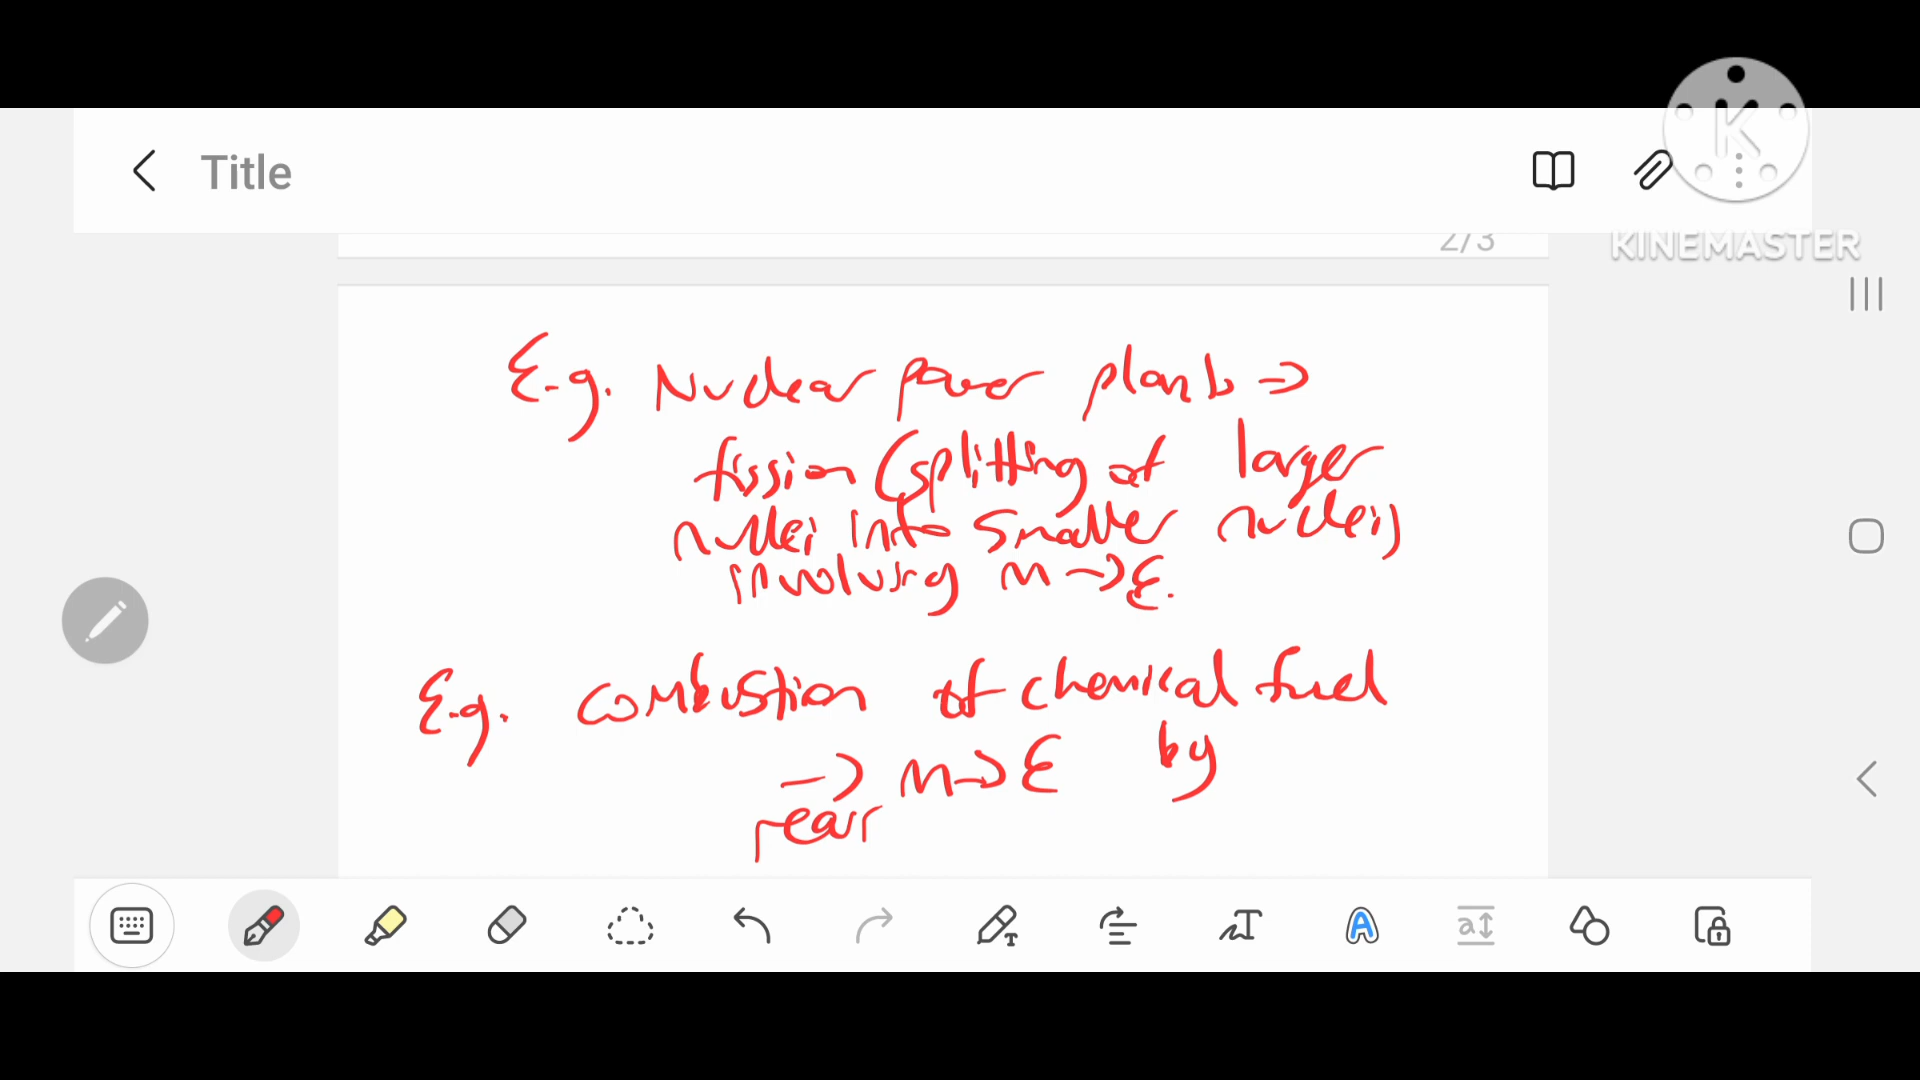 Title
KINEMASTER
2/3
E.g. Nuclear power plants →
fission (splitting of larger
nuclei into smaller nuclei)
involving m → E.
E.g. combustion of chemical fuel
→ m → E by
rear